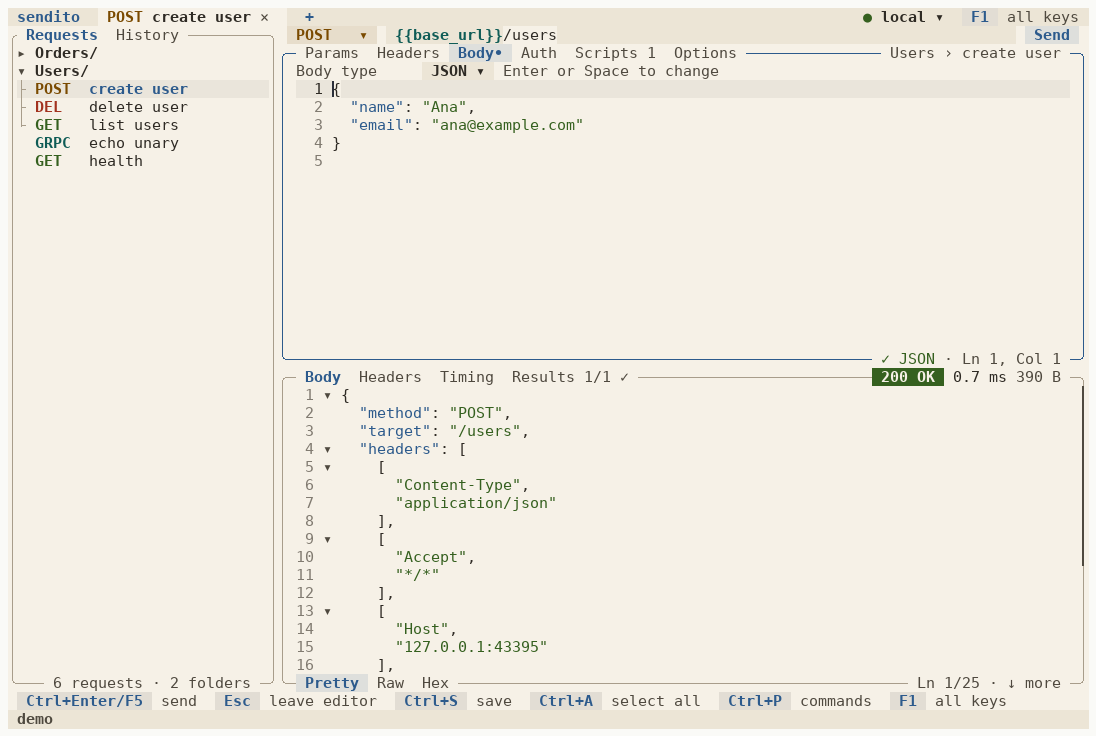 sendito POST create user × + ● local ▾ F1 all keys
Requests History POST ▾ {{base_url}}/users Send
▸ Orders/ Params Headers Body• Auth Scripts 1 Options Users › create user
▾ Users/ Body type JSON ▾ Enter or Space to change
POST create user 1 {
DEL delete user 2 "name": "Ana",
GET list users 3 "email": "ana@example.com"
GRPC echo unary 4 }
GET health 5
✓ JSON · Ln 1, Col 1
Body Headers Timing Results 1/1 ✓ 200 OK 0.7 ms 390 B
1 ▾ {
2 "method": "POST",
3 "target": "/users",
4 ▾ "headers": [
5 ▾ [
6 "Content-Type",
7 "application/json"
8 ],
9 ▾ [
10 "Accept",
11 "*/*"
12 ],
13 ▾ [
14 "Host",
15 "127.0.0.1:43395"
16 ],
6 requests · 2 folders Pretty Raw Hex Ln 1/25 · ↓ more
Ctrl+Enter/F5 send Esc leave editor Ctrl+S save Ctrl+A select all Ctrl+P commands F1 all keys
demo